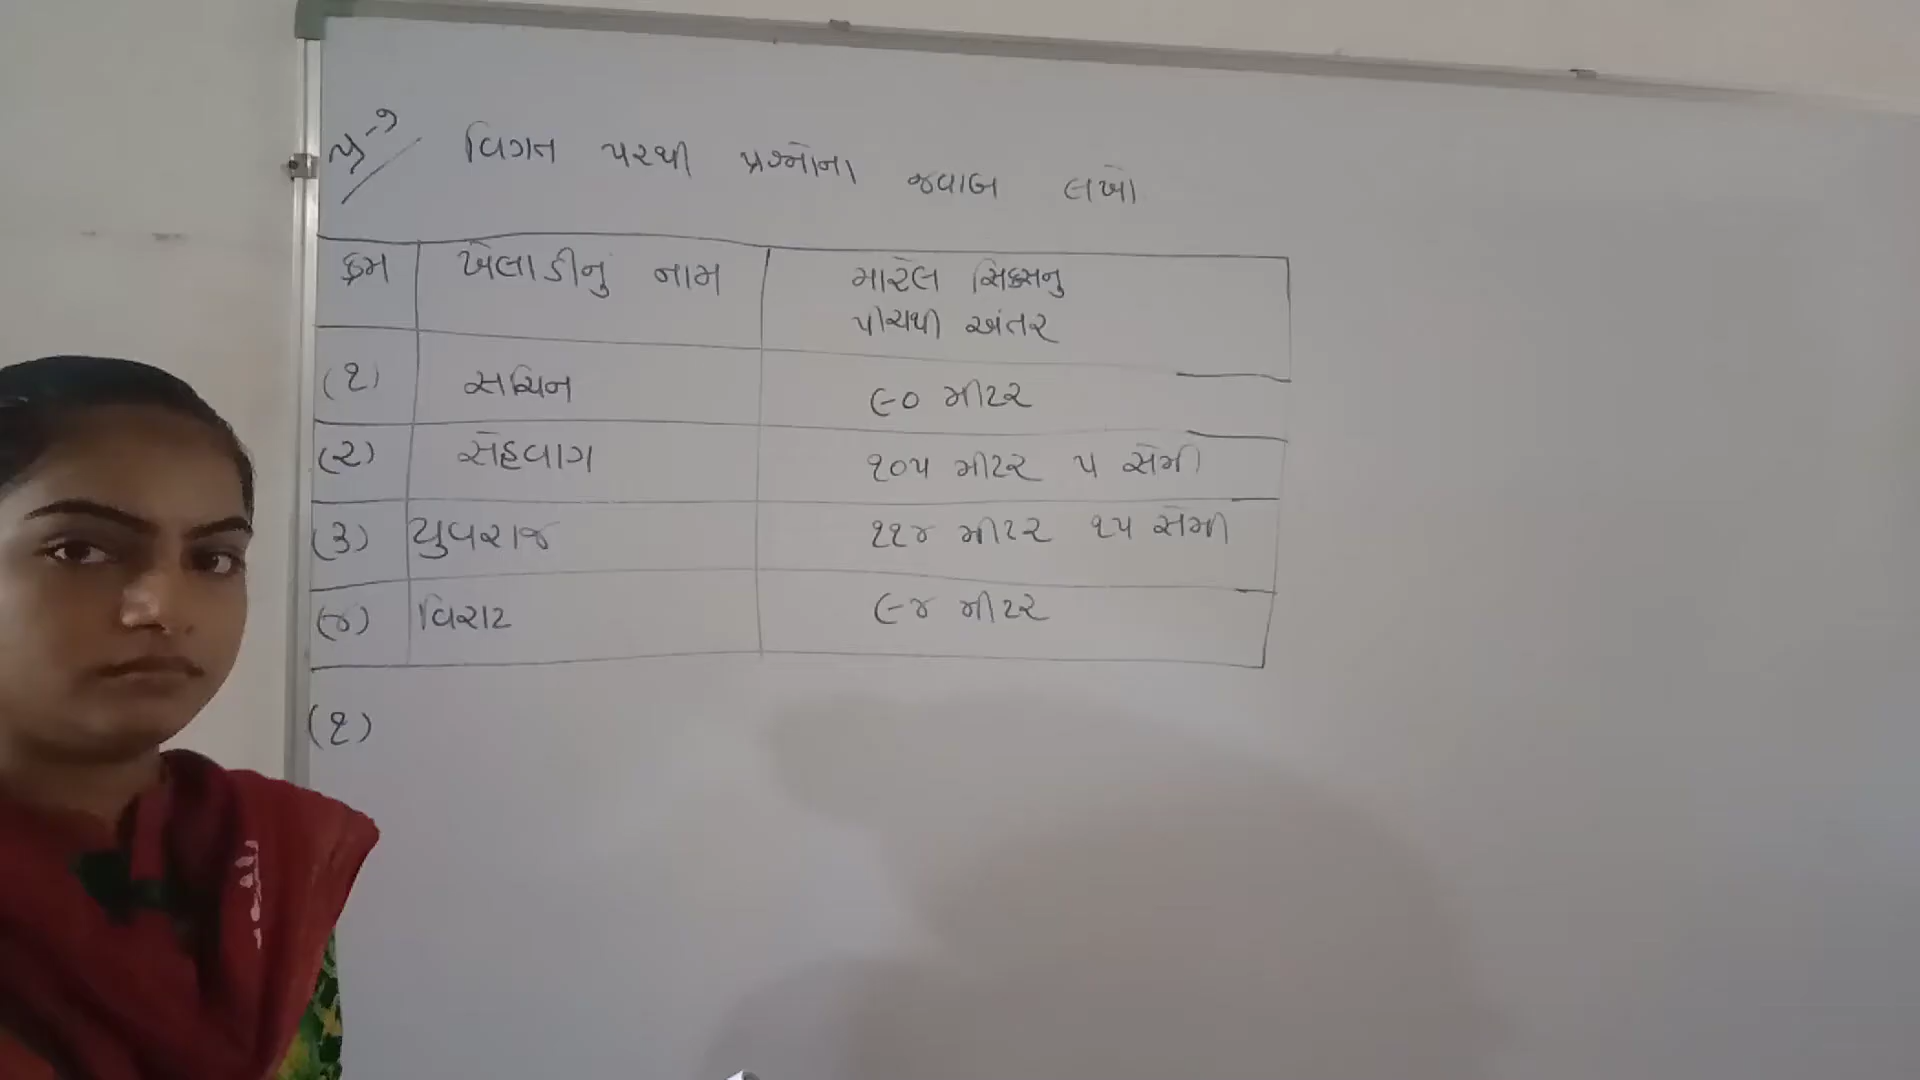 પ્ર-૧ વિગત પરથી પ્રશ્નોના જવાબ લખો
ક્રમ ખેલાડીનું નામ મારેલ સિક્સનુ
પીચથી અંતર
(૧) સચિન ૯૦ મીટર
(૨) સેહવાગ ૧૦૫ મીટર ૫ સેમી
(૩) યુવરાજ ૧૧૪ મીટર ૧૫ સેમી
(૪) વિરાટ ૯૪ મીટર
(૧)